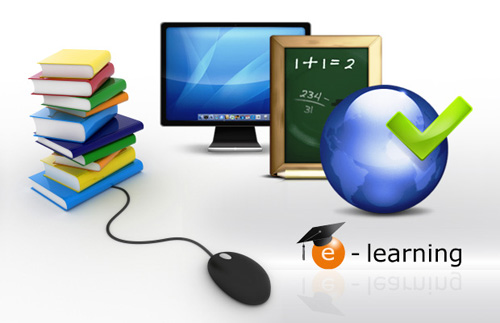 1+1=2
234-
31
e - learning